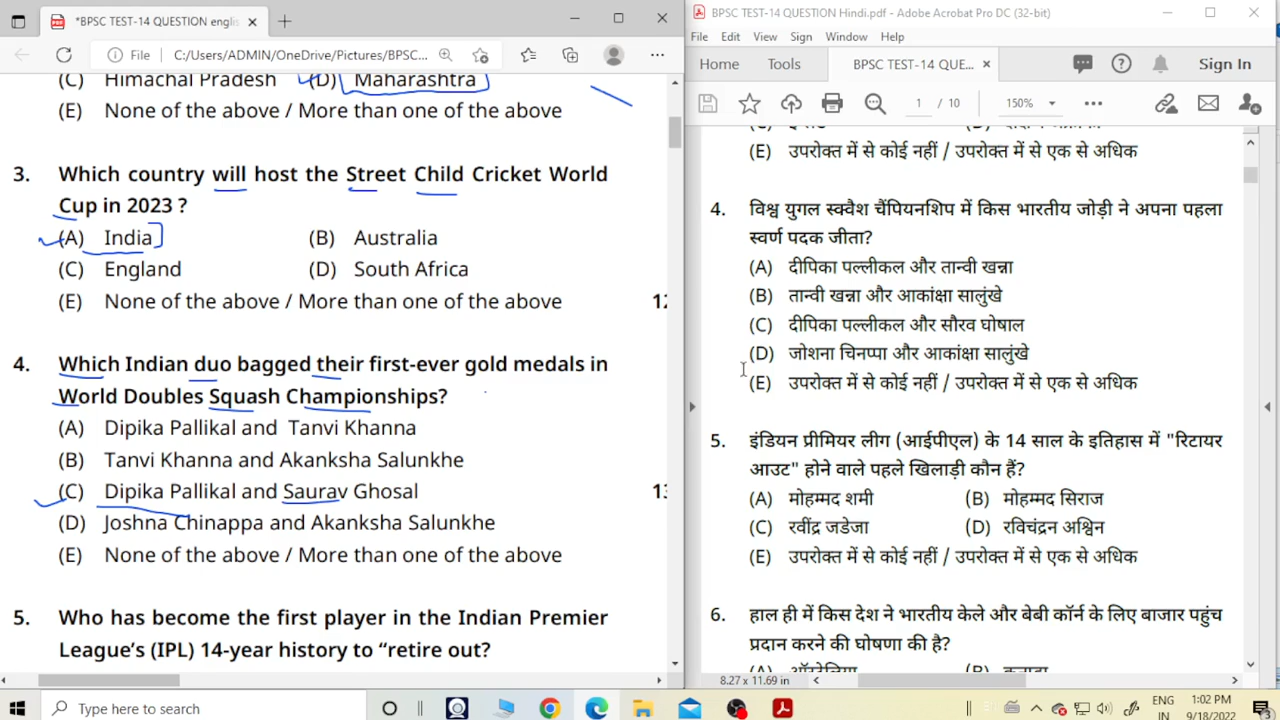 *BPSC TEST-14 QUESTION engli
File
C:/Users/ADMIN/OneDrive/Pictures/BPSC...
(C) Himachal Pradesh (D) Maharashtra
(E) None of the above / More than one of the above
3. Which country will host the Street Child Cricket World
Cup in 2023 ?
(A) India (B) Australia
(C) England (D) South Africa
(E) None of the above / More than one of the above
4. Which Indian duo bagged their first-ever gold medals in
World Doubles Squash Championships?
(A) Dipika Pallikal and Tanvi Khanna
(B) Tanvi Khanna and Akanksha Salunkhe
(C) Dipika Pallikal and Saurav Ghosal
(D) Joshna Chinappa and Akanksha Salunkhe
(E) None of the above / More than one of the above
5. Who has become the first player in the Indian Premier
League's (IPL) 14-year history to “retire out?
BPSC TEST-14 QUESTION Hindi.pdf - Adobe Acrobat Pro DC (32-bit)
File Edit View Sign Window Help
Home Tools BPSC TEST-14 QUE... Sign In
1 / 10 150%
(E) उपरोक्त में से कोई नहीं / उपरोक्त में से एक से अधिक
4. विश्व युगल स्क्वैश चैंपियनशिप में किस भारतीय जोड़ी ने अपना पहला
स्वर्ण पदक जीता?
(A) दीपिका पल्लीकल और तान्वी खन्ना
(B) तान्वी खन्ना और आकांक्षा सालुंखे
(C) दीपिका पल्लीकल और सौरव घोषाल
(D) जोशना चिनप्पा और आकांक्षा सालुंखे
(E) उपरोक्त में से कोई नहीं / उपरोक्त में से एक से अधिक
5. इंडियन प्रीमियर लीग (आईपीएल) के 14 साल के इतिहास में "रिटायर
आउट" होने वाले पहले खिलाड़ी कौन हैं?
(A) मोहम्मद शमी (B) मोहम्मद सिराज
(C) रवींद्र जडेजा (D) रविचंद्रन अश्विन
(E) उपरोक्त में से कोई नहीं / उपरोक्त में से एक से अधिक
6. हाल ही में किस देश ने भारतीय केले और बेबी कॉर्न के लिए बाजार पहुंच
प्रदान करने की घोषणा की है?
8.27 x 11.69 in
Type here to search
ENG
IN
1:02 PM
9/18/2022